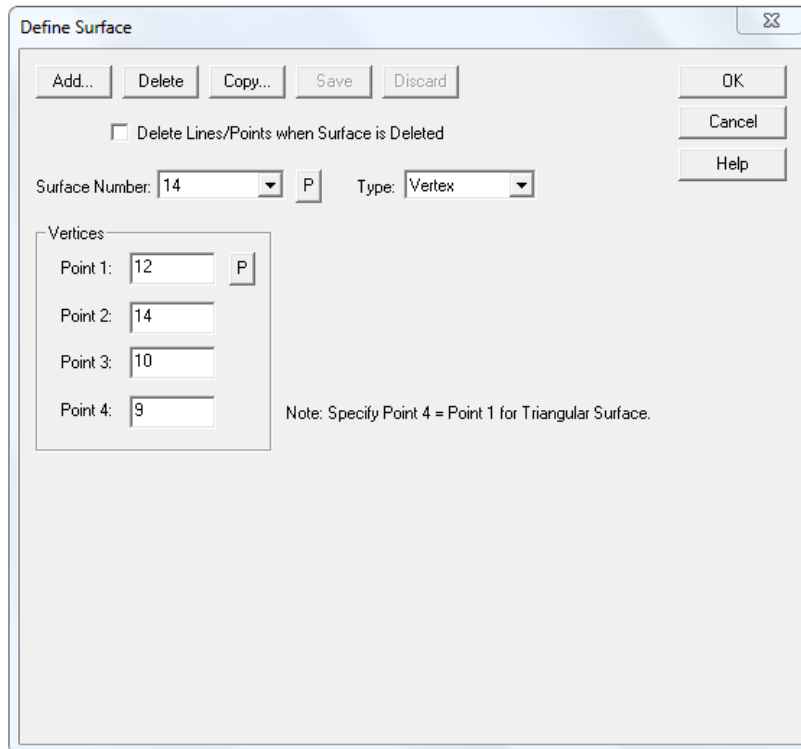 Define Surface
Add... Delete Copy... Save Discard OK
Delete Lines/Points when Surface is Deleted Cancel
Help
Surface Number: 14 P Type: Vertex
Vertices
Point 1: 12 P
Point 2: 14
Point 3: 10
Point 4: 9 Note: Specify Point 4 = Point 1 for Triangular Surface.